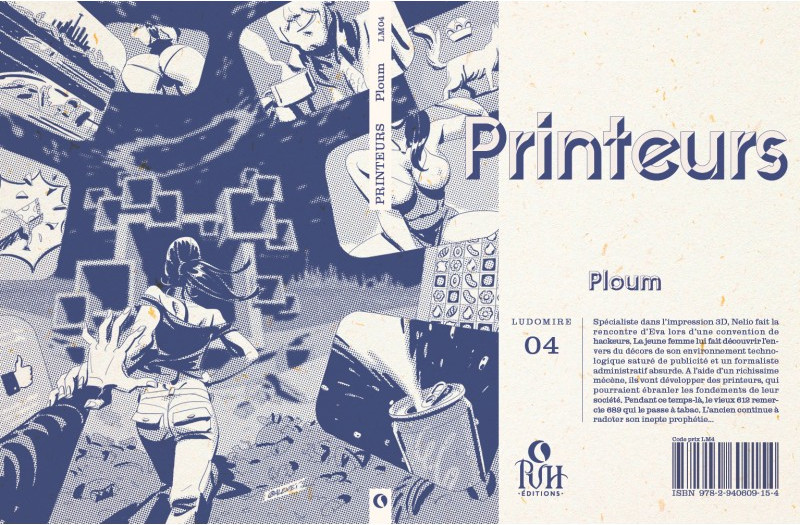 LM04
Ploum
PRINTEURS
Printeurs
Ploum
LUDOMIRE
04
Spécialiste dans l'impression 3D, Nelio fait la
rencontre d'Eva lors d'une convention de
hackeurs. La jeune femme lui fait découvrir l'en-
vers du décors de son environnement techno-
logique saturé de publicité et un formaliste
administratif absurde. A l'aide d'un richissime
mécène, ils vont développer des printeurs, qui
pourraient ébranler les fondements de leur
société. Pendant ce temps-là, le vieux 612 remer-
cie 689 qui le passe à tabac. L'ancien continue à
radoter son inepte prophétie...
Code prix LM4
PVH
·ÉDITIONS·
ISBN 978-2-940609-15-4